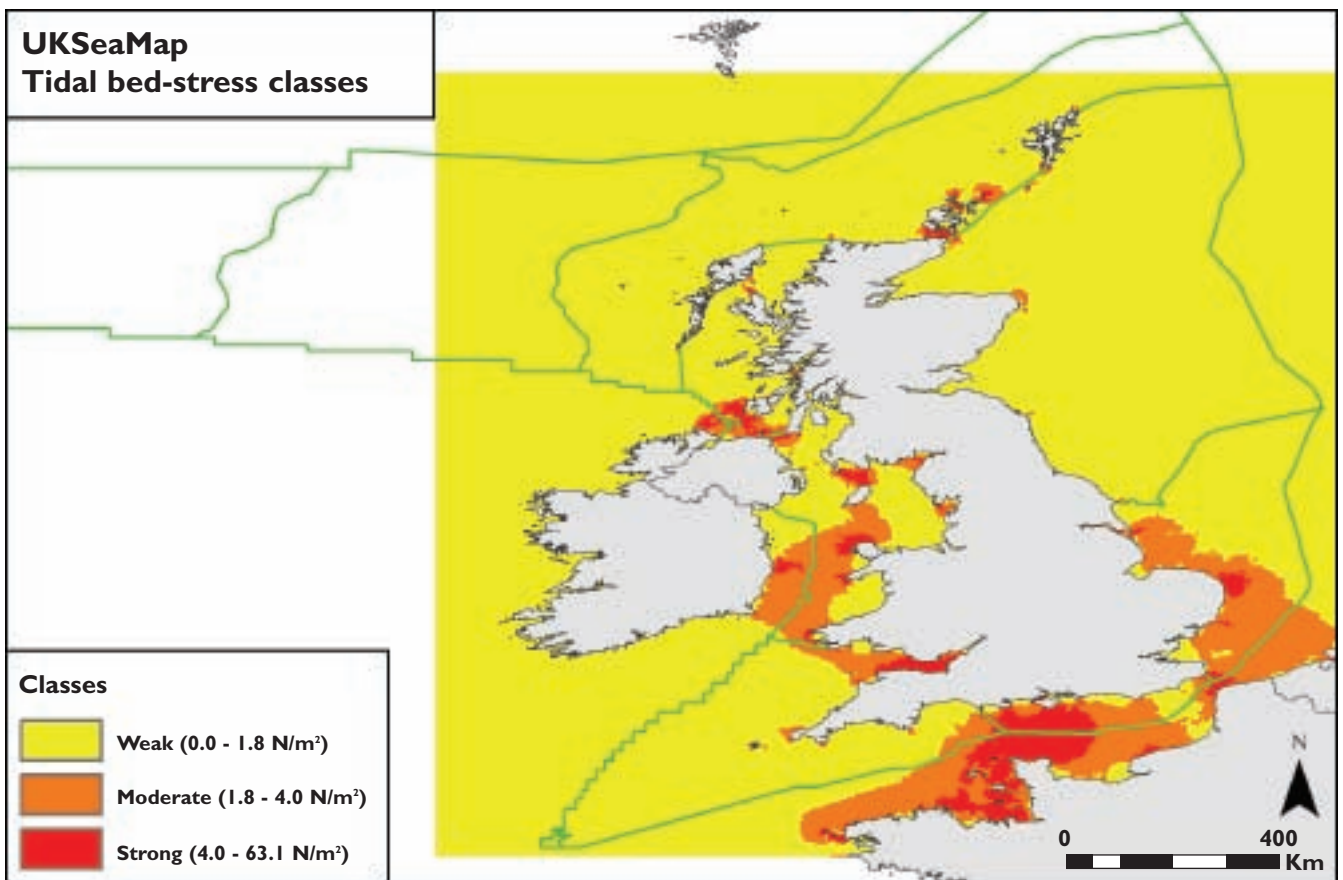 UKSeaMap
Tidal bed-stress classes
Classes
Weak (0.0 - 1.8 N/m²)
Moderate (1.8 - 4.0 N/m²)
Strong (4.0 - 63.1 N/m²)
N
0 400
Km